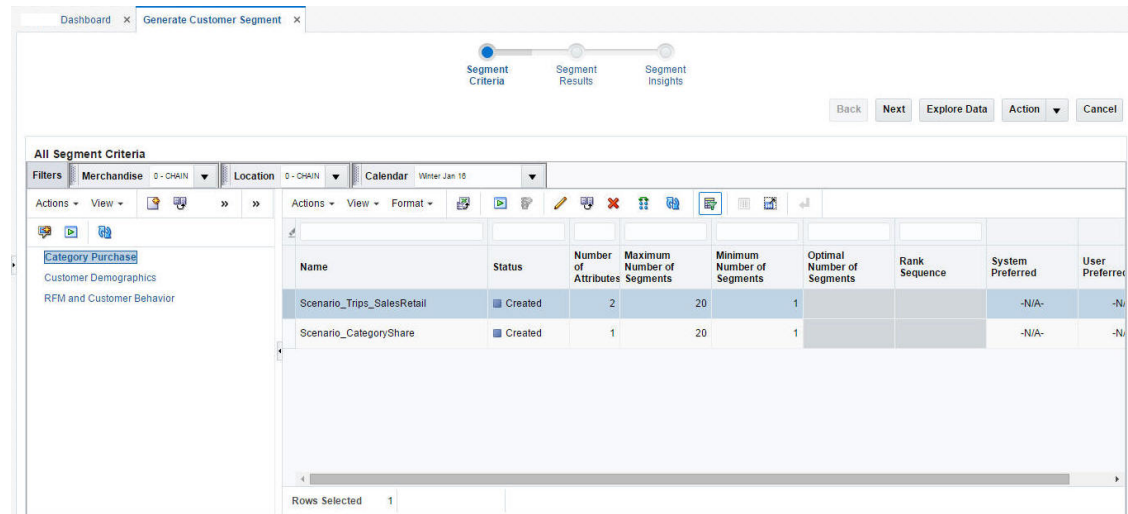 Dashboard × Generate Customer Segment ×
Segment Criteria
Segment Results
Segment Insights
Back Next Explore Data Action Cancel
All Segment Criteria
Filters Merchandise 0 - CHAIN Location 0 - CHAIN Calendar Winter Jan 16
Actions View » » Actions View Format
Category Purchase
Customer Demographics
RFM and Customer Behavior
Name Status Number of Attributes Maximum Number of Segments Minimum Number of Segments Optimal Number of Segments Rank Sequence System Preferred User Preferred
Scenario_Trips_SalesRetail Created 2 20 1 -N/A- -N/
Scenario_CategoryShare Created 1 20 1 -N/A- -N/
Rows Selected 1